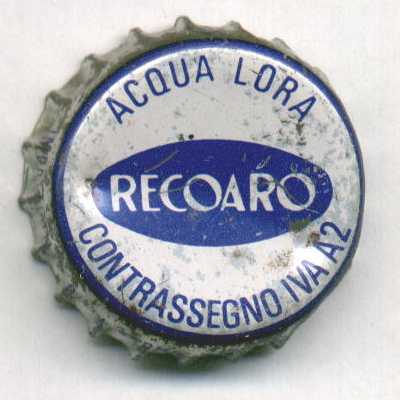 ACQUA LORA
RECOARO
CONTRASSEGNO IVA A2